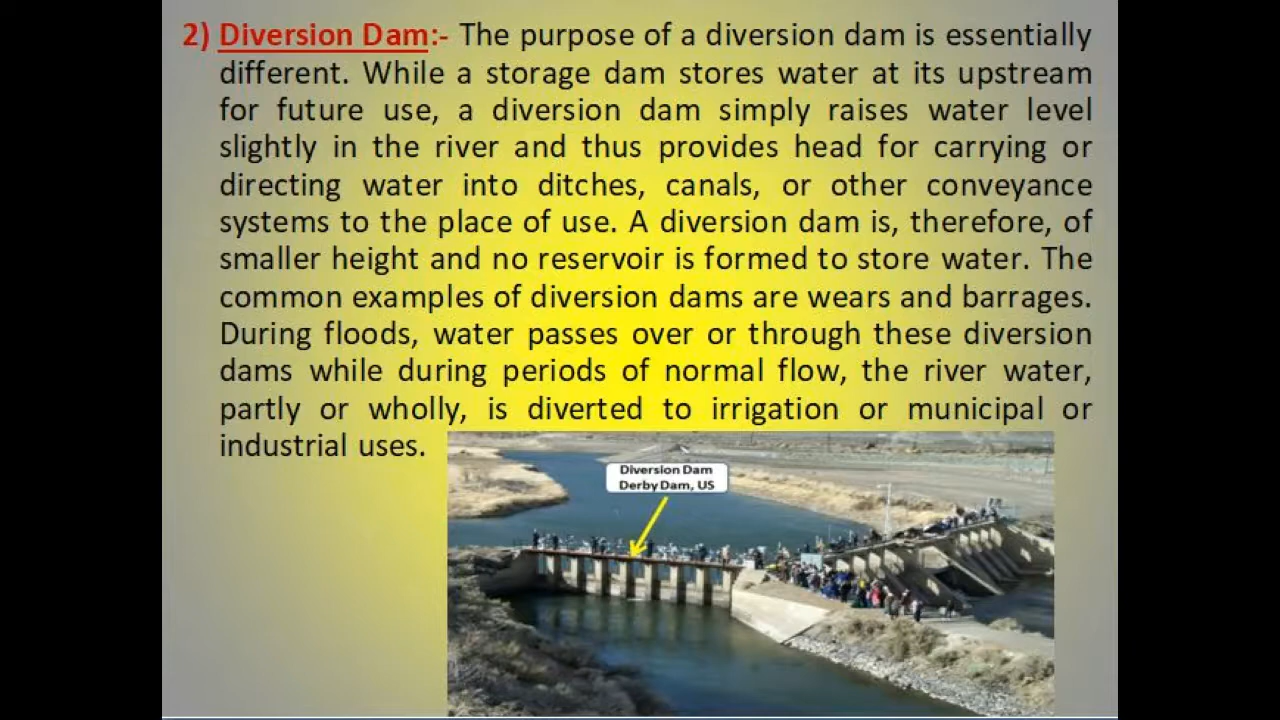 2) Diversion Dam:- The purpose of a diversion dam is essentially
different. While a storage dam stores water at its upstream
for future use, a diversion dam simply raises water level
slightly in the river and thus provides head for carrying or
directing water into ditches, canals, or other conveyance
systems to the place of use. A diversion dam is, therefore, of
smaller height and no reservoir is formed to store water. The
common examples of diversion dams are wears and barrages.
During floods, water passes over or through these diversion
dams while during periods of normal flow, the river water,
partly or wholly, is diverted to irrigation or municipal or
industrial uses.
Diversion Dam
Derby Dam, US